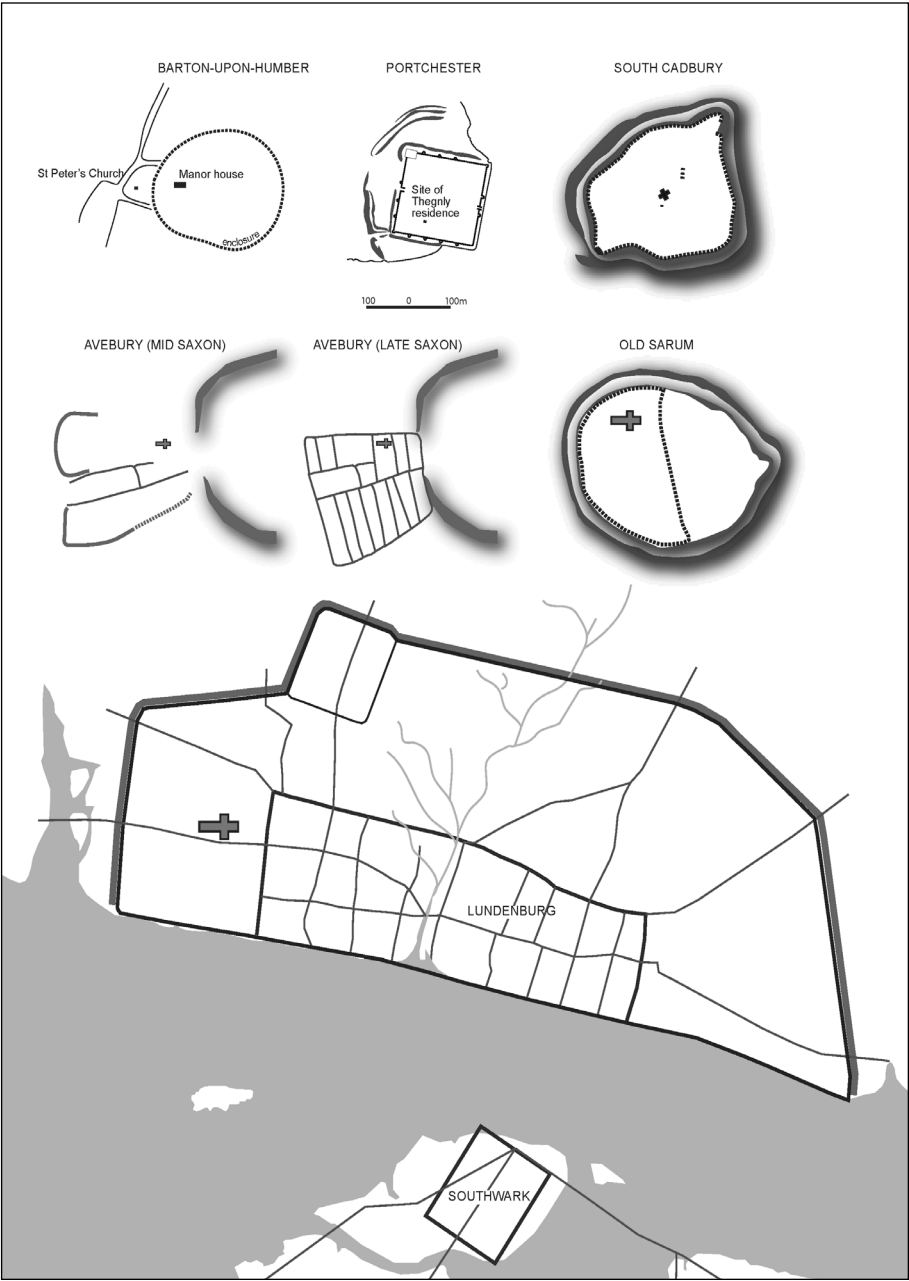 BARTON-UPON-HUMBER
PORTCHESTER
SOUTH CADBURY
St Peter's Church
Manor house
enclosure
Site of
Thegnly
residence
100 0 100m
AVEBURY (MID SAXON)
AVEBURY (LATE SAXON)
OLD SARUM
LUNDENBURG
SOUTHWARK